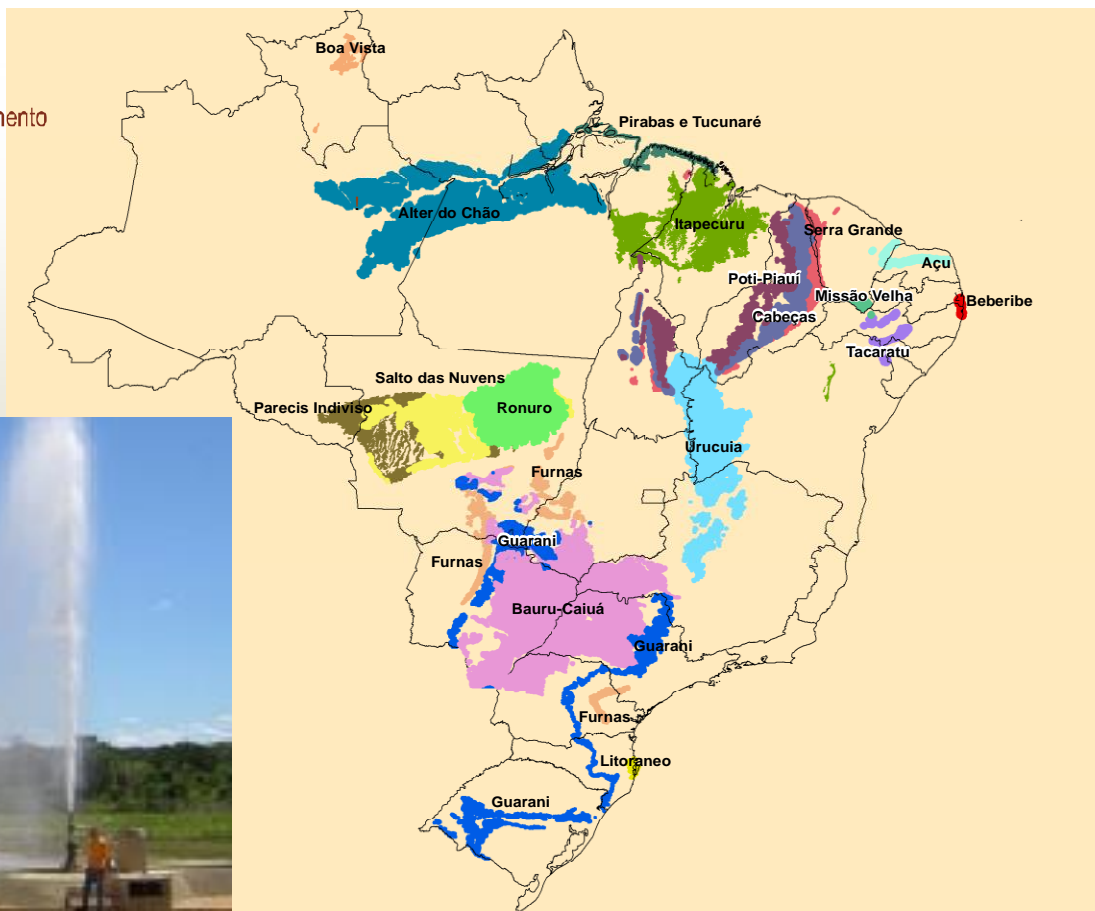 Boa Vista
mento
Pirabas e Tucunaré
Alter do Chão
Itapecuru
Serra Grande
Açu
Poti-Piauí
Missão Velha
Beberibe
Cabeças
Tacaratu
Salto das Nuvens
Parecis Indiviso
Ronuro
Urucuia
Furnas
Guarani
Furnas
Bauru-Caiuá
Guarani
Furnas
Litoraneo
Guarani